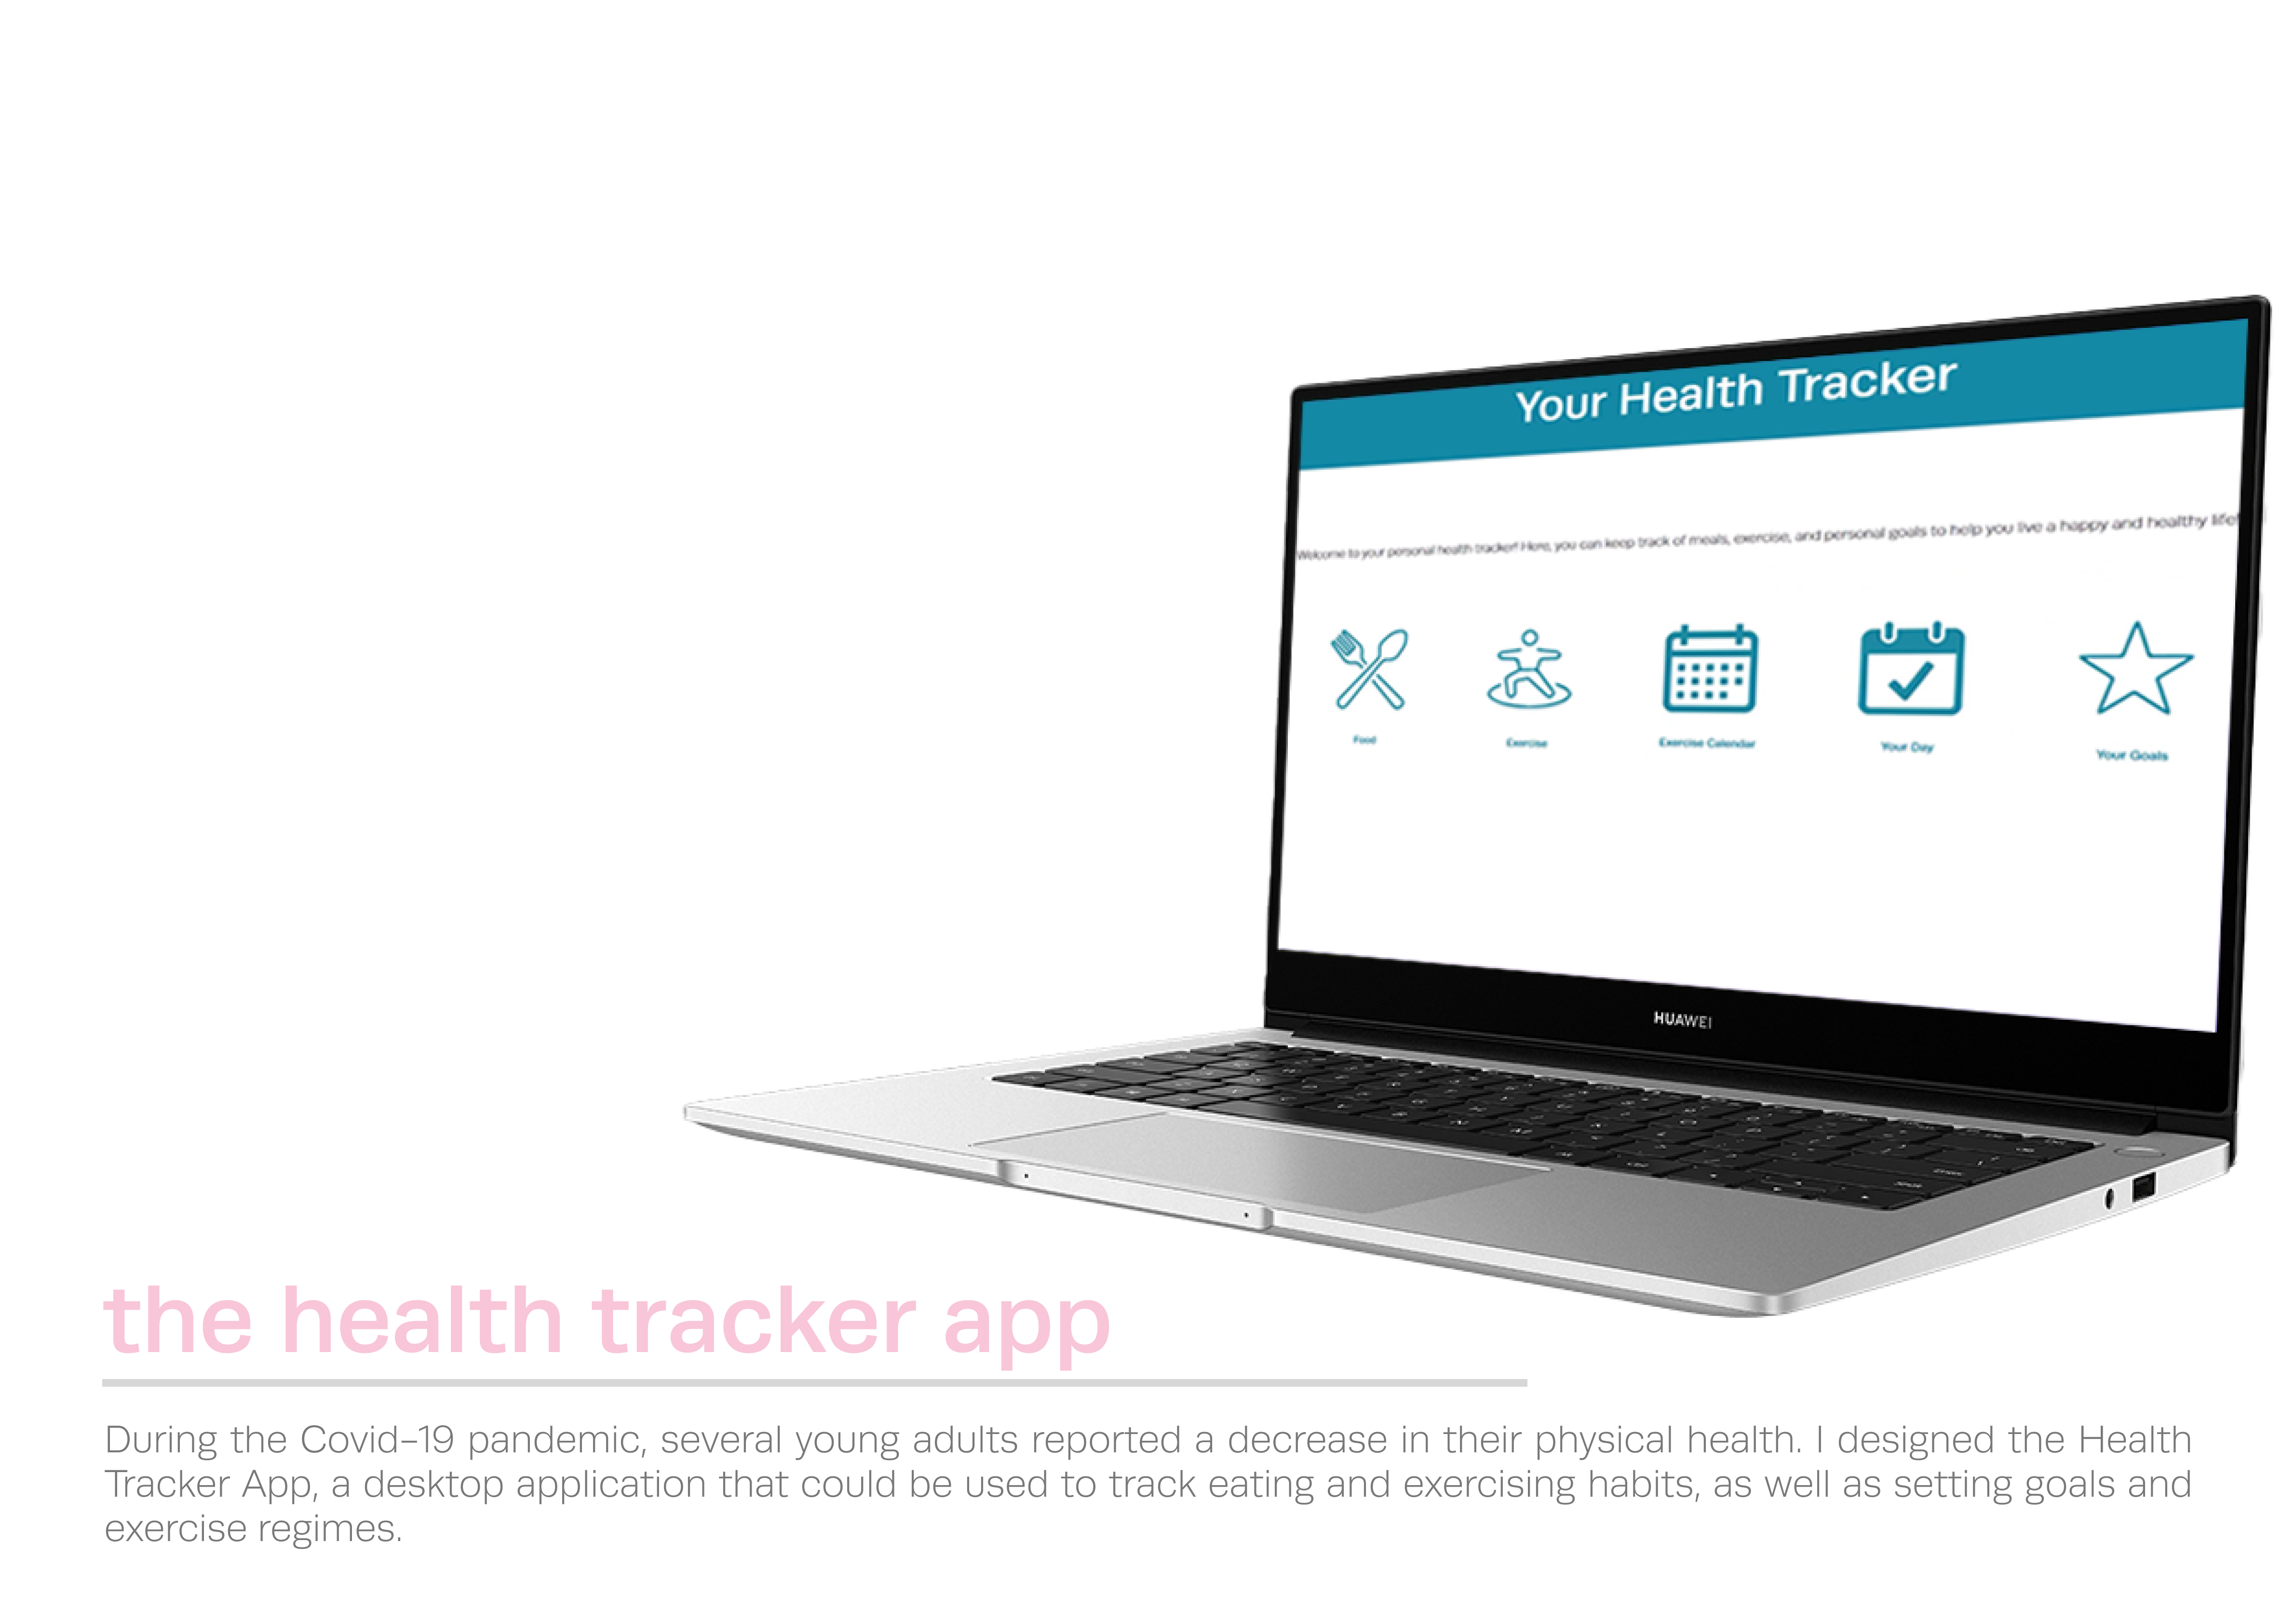 Your Health Tracker
Welcome to your personal health tracker! Here, you can keep track of meals, exercise, and personal goals to help you live a happy and healthy life!
Food
Exercise
Exercise Calendar
Your Day
Your Goals
HUAWEI
the health tracker app
During the Covid-19 pandemic, several young adults reported a decrease in their physical health. I designed the Health
Tracker App, a desktop application that could be used to track eating and exercising habits, as well as setting goals and
exercise regimes.